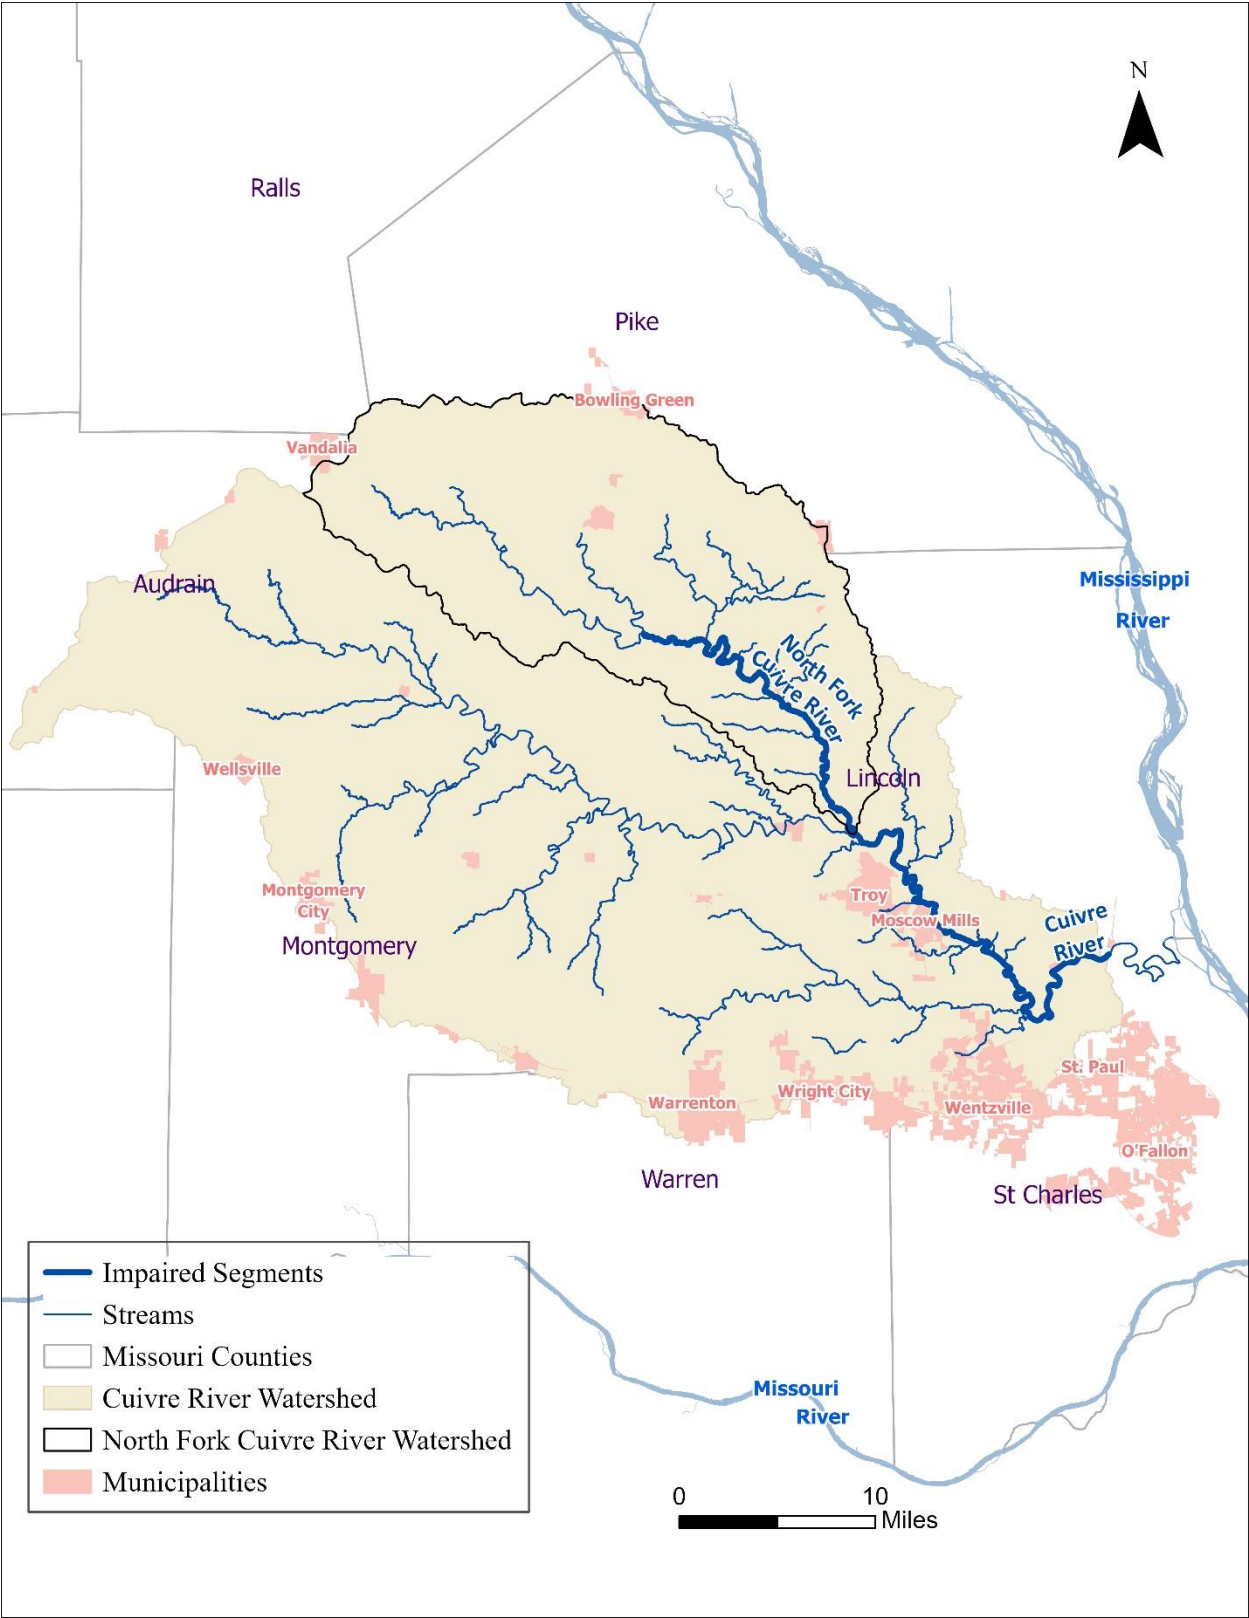 N
Ralls
Pike
Bowling Green
Vandalia
Audrain
Mississippi
River
North Fork
Cuivre River
Wellsville
Lincoln
Montgomery
City
Troy
Moscow Mills
Cuivre
River
Montgomery
St. Paul
Warrenton
Wright City
Wentzville
O'Fallon
Warren
St Charles
Impaired Segments
Streams
Missouri Counties
Cuivre River Watershed
North Fork Cuivre River Watershed
Municipalities
Missouri
River
0 10
Miles